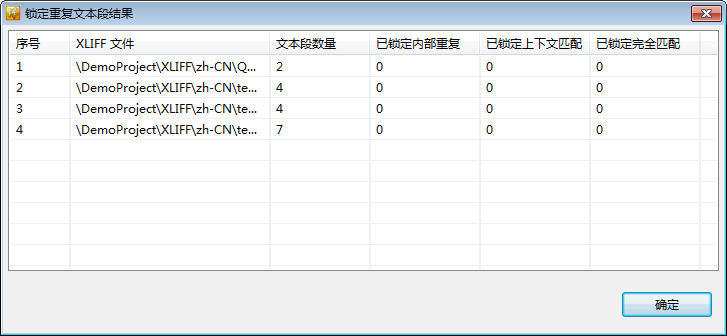 锁定重复文本段结果
序号 XLIFF 文件 文本段数量 已锁定内部重复 已锁定上下文匹配 已锁定完全匹配
1 \DemoProject\XLIFF\zh-CN\Q... 2 0 0 0
2 \DemoProject\XLIFF\zh-CN\te... 4 0 0 0
3 \DemoProject\XLIFF\zh-CN\te... 4 0 0 0
4 \DemoProject\XLIFF\zh-CN\te... 7 0 0 0
确定